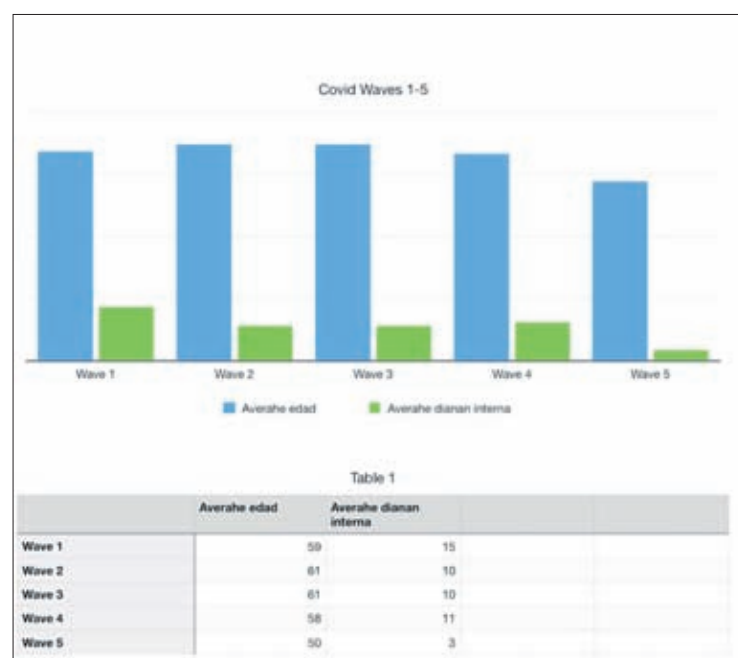 Covid Waves 1-5
Wave 1 Wave 2 Wave 3 Wave 4 Wave 5
Averahe edad Averahe dianan interna
Table 1
Averahe edad Averahe dianan
interna
Wave 1 59 15
Wave 2 61 10
Wave 3 61 10
Wave 4 58 11
Wave 5 50 3